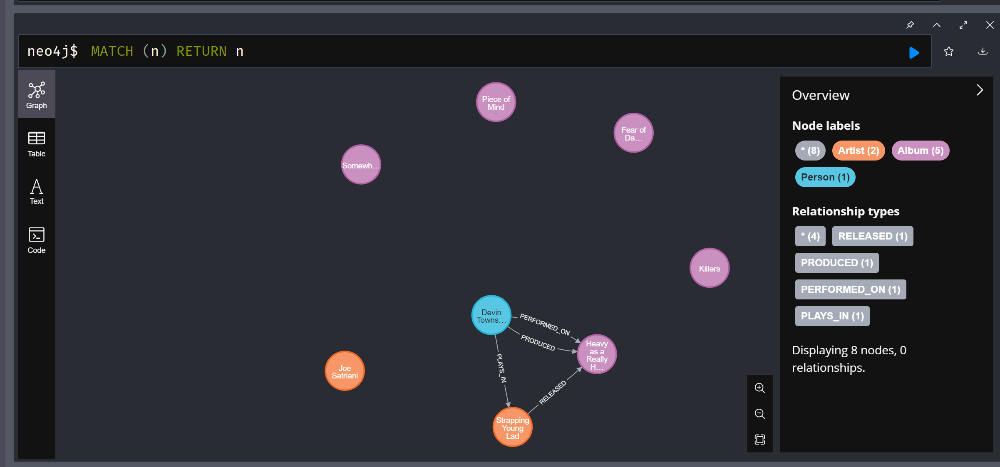 neo4j$ MATCH (n) RETURN n
Graph
Table
Text
Code
Piece of
Mind
Fear of
Da...
Somewh...
Killers
Devin
Towns...
PERFORMED_ON
PRODUCED
PLAYS_IN
Heavy
as a
Really
H...
RELEASED
Joe
Satriani
Strapping
Young
Lad
Overview
Node labels
* (8) Artist (2) Album (5)
Person (1)
Relationship types
* (4) RELEASED (1)
PRODUCED (1)
PERFORMED_ON (1)
PLAYS_IN (1)
Displaying 8 nodes, 0
relationships.